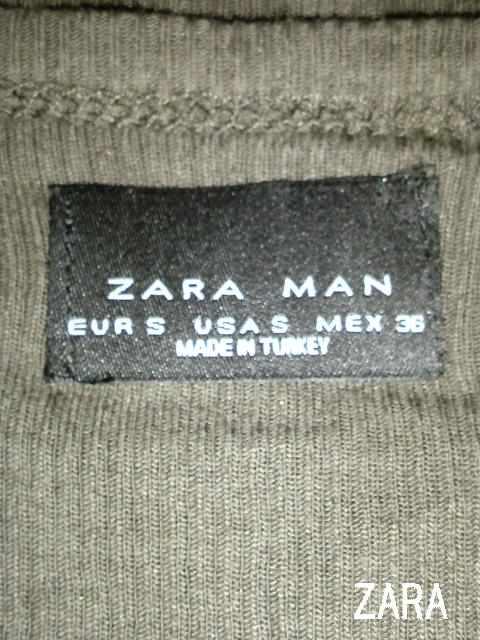 ZARA MAN
EUR S USA S MEX 36
MADE IN TURKEY
ZARA